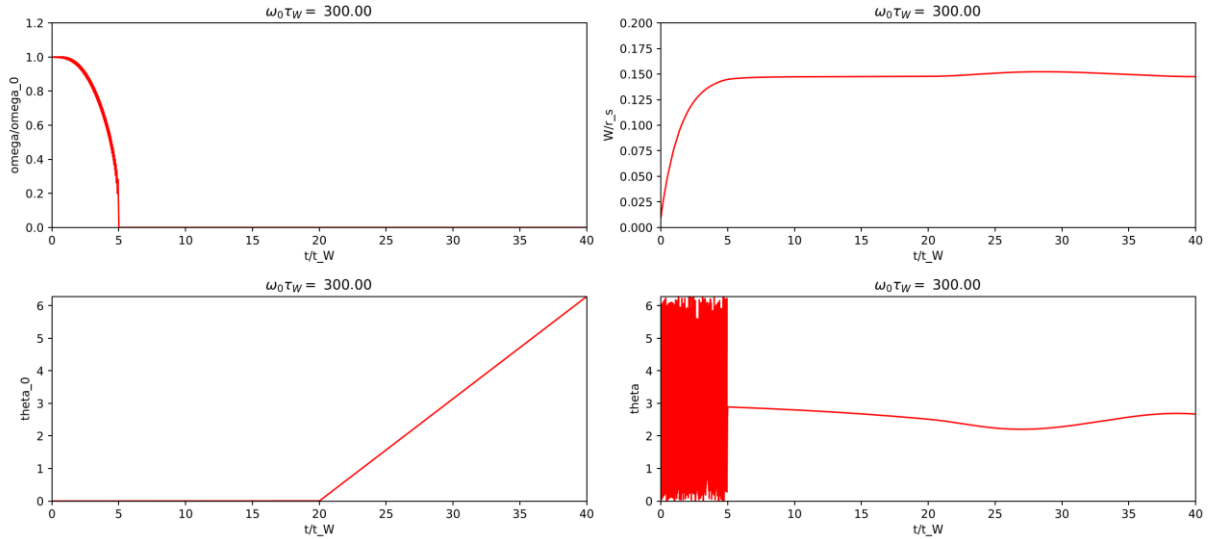 ω₀τ_W = 300.00
omega/omega_0
1.2
1.0
0.8
0.6
0.4
0.2
0.0
0 5 10 15 20 25 30 35 40
t/t_W
ω₀τ_W = 300.00
W/r_s
0.200
0.175
0.150
0.125
0.100
0.075
0.050
0.025
0.000
0 5 10 15 20 25 30 35 40
t/t_W
ω₀τ_W = 300.00
theta_0
6
5
4
3
2
1
0
0 5 10 15 20 25 30 35 40
t/t_W
ω₀τ_W = 300.00
theta
6
5
4
3
2
1
0
0 5 10 15 20 25 30 35 40
t/t_W